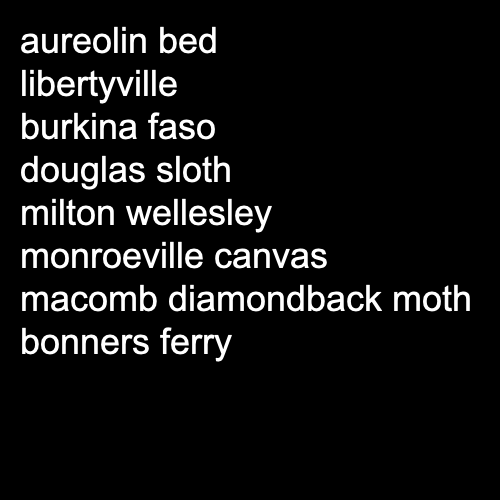 aureolin bed
libertyville
burkina faso
douglas sloth
milton wellesley
monroeville canvas
macomb diamondback moth
bonners ferry